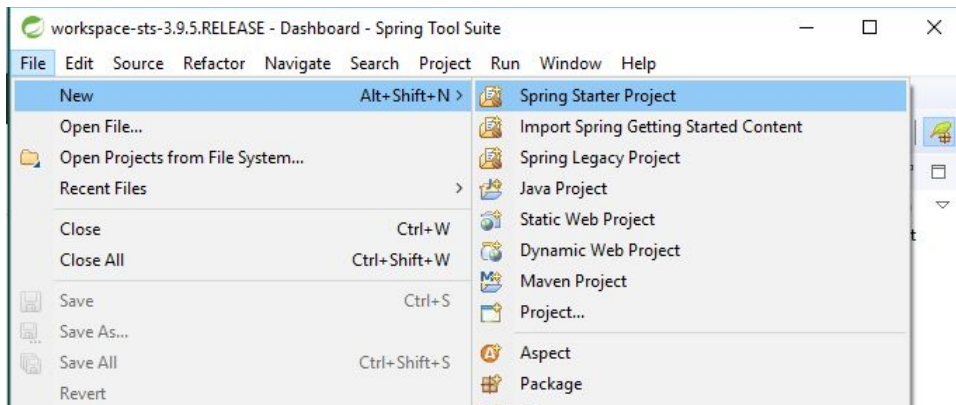 workspace-sts-3.9.5.RELEASE - Dashboard - Spring Tool Suite
File Edit Source Refactor Navigate Search Project Run Window Help
New Alt+Shift+N >
Open File...
Open Projects from File System...
Recent Files >
Close Ctrl+W
Close All Ctrl+Shift+W
Save Ctrl+S
Save As...
Save All Ctrl+Shift+S
Revert
Spring Starter Project
Import Spring Getting Started Content
Spring Legacy Project
Java Project
Static Web Project
Dynamic Web Project
Maven Project
Project...
Aspect
Package